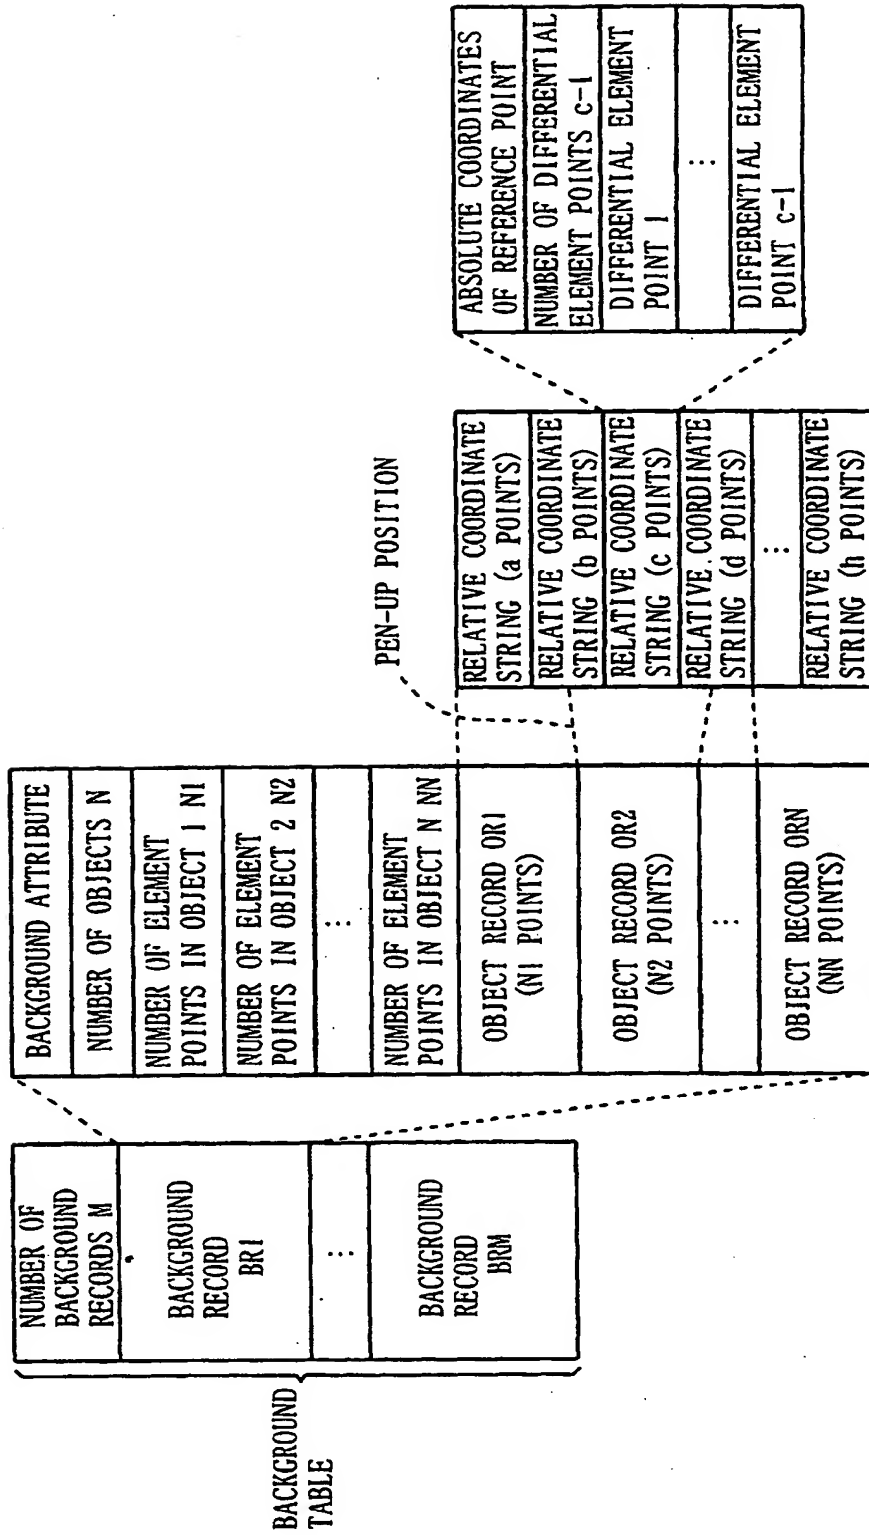 BACKGROUND
TABLE
NUMBER OF
BACKGROUND
RECORDS M
BACKGROUND
RECORD
BR1
⋮
BACKGROUND
RECORD
BRM
BACKGROUND ATTRIBUTE
NUMBER OF OBJECTS N
NUMBER OF ELEMENT
POINTS IN OBJECT 1 N1
NUMBER OF ELEMENT
POINTS IN OBJECT 2 N2
⋮
NUMBER OF ELEMENT
POINTS IN OBJECT N NN
OBJECT RECORD OR1
(N1 POINTS)
OBJECT RECORD OR2
(N2 POINTS)
⋮
OBJECT RECORD ORN
(NN POINTS)
PEN-UP POSITION
RELATIVE COORDINATE
STRING (a POINTS)
RELATIVE COORDINATE
STRING (b POINTS)
RELATIVE COORDINATE
STRING (c POINTS)
RELATIVE COORDINATE
STRING (d POINTS)
⋮
RELATIVE COORDINATE
STRING (h POINTS)
ABSOLUTE COORDINATES
OF REFERENCE POINT
NUMBER OF DIFFERENTIAL
ELEMENT POINTS c-1
DIFFERENTIAL ELEMENT
POINT 1
⋮
DIFFERENTIAL ELEMENT
POINT c-1